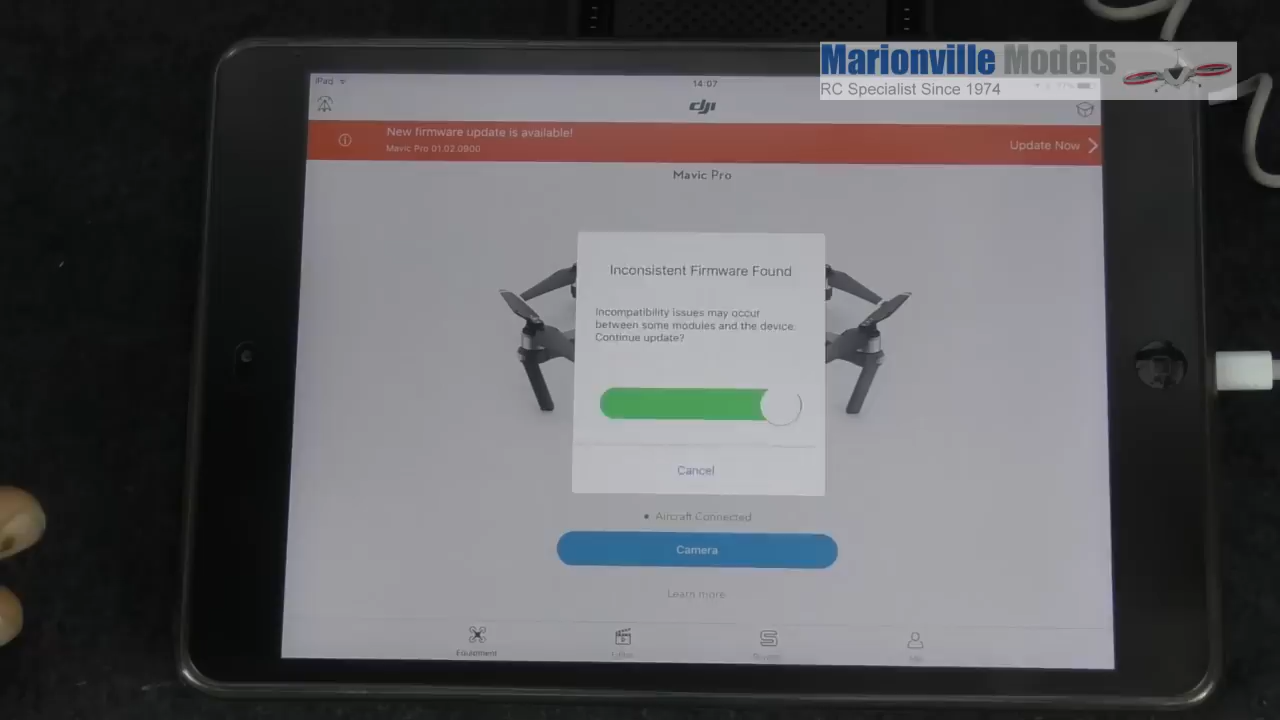 Marionville Models
RC Specialist Since 1974
iPad
14:07
dji
New firmware update is available!
Mavic Pro 01.02.0900
Update Now
Mavic Pro
Inconsistent Firmware Found
Incompatibility issues may occur
between some modules and the device.
Continue update?
Cancel
Aircraft Connected
Camera
Learn more
Equipment